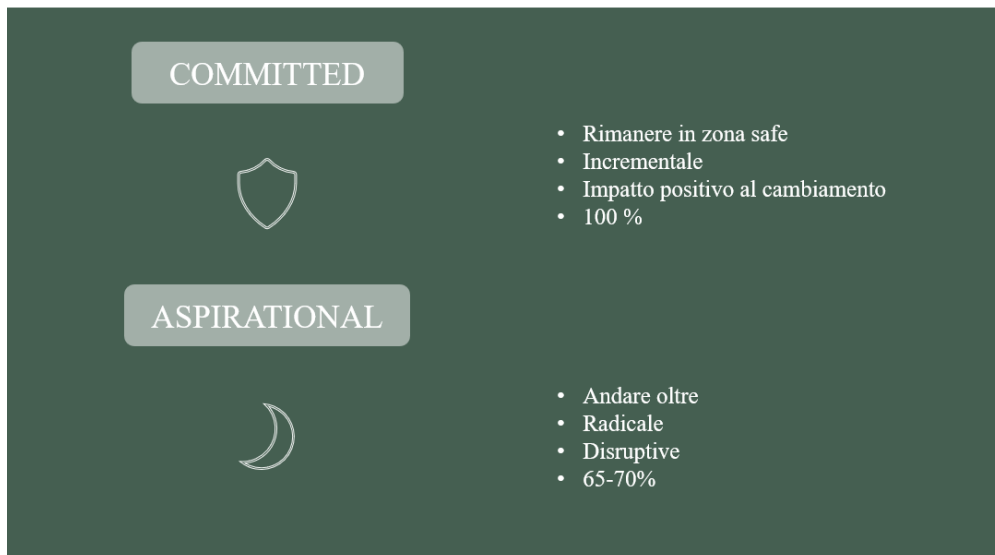 COMMITTED
• Rimanere in zona safe
• Incrementale
• Impatto positivo al cambiamento
• 100 %
ASPIRATIONAL
• Andare oltre
• Radicale
• Disruptive
• 65-70%